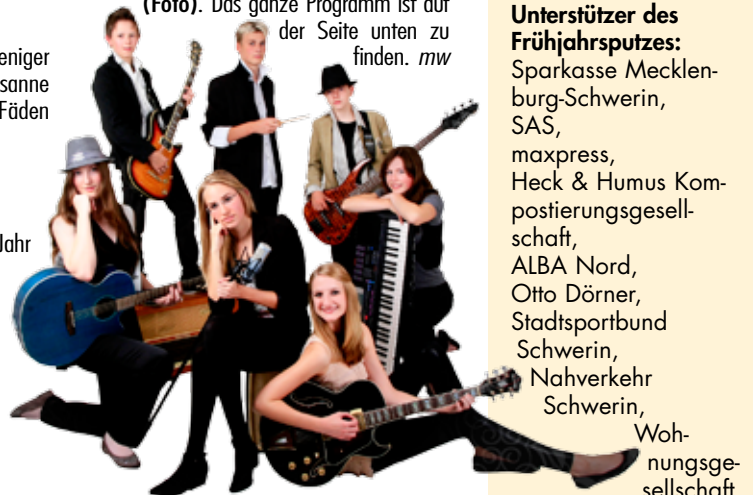 (Foto). Das ganze Programm ist auf
der Seite unten zu
finden. mw
eniger
sanne
Fäden
Jahr
Unterstützer des
Frühjahrsputzes:
Sparkasse Mecklen-
burg-Schwerin,
SAS,
maxpress,
Heck & Humus Kom-
postierungsgesell-
schaft,
ALBA Nord,
Otto Dörner,
Stadtsportbund
Schwerin,
Nahverkehr
Schwerin,
Woh-
nungsge-
sellschaft